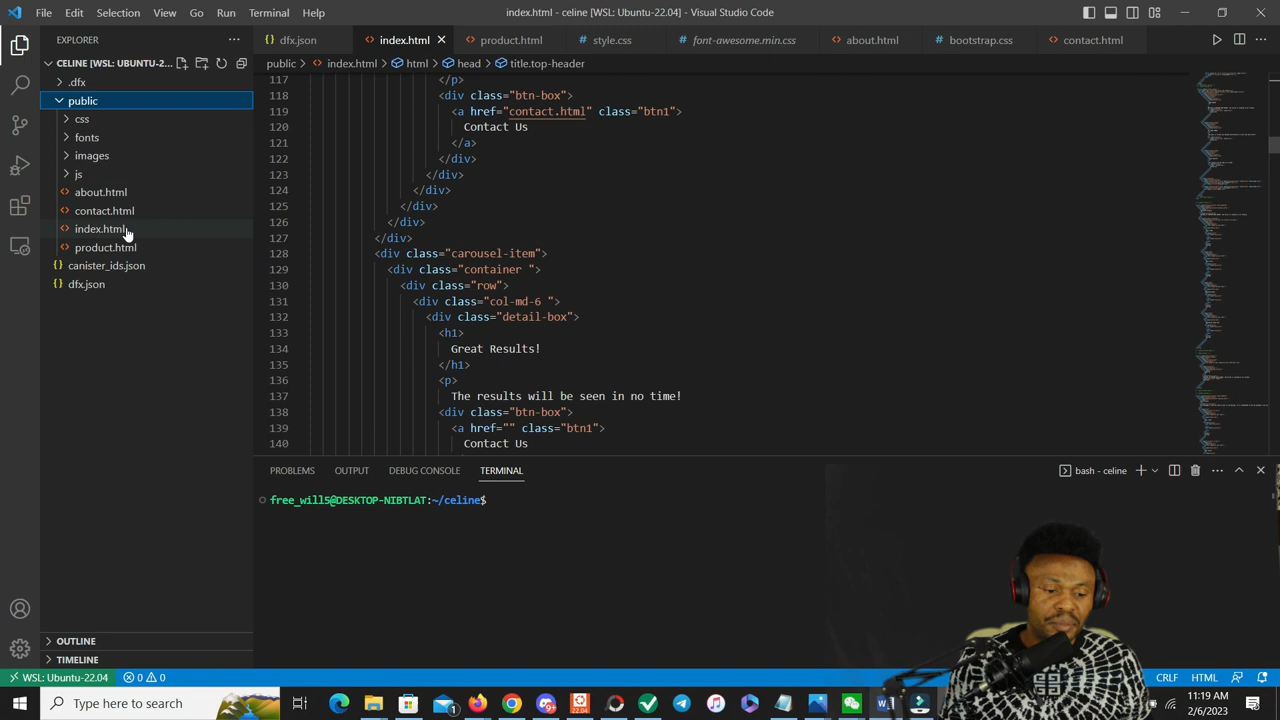 File Edit Selection View Go Run Terminal Help
index.html - celine [WSL: Ubuntu-22.04] - Visual Studio Code
EXPLORER
dfx.json
index.html
product.html
style.css
font-awesome.min.css
about.html
bootstrap.css
contact.html
CELINE [WSL: UBUNTU-22...
public > index.html > html > head > title.top-header
.dfx
public
css
fonts
images
js
about.html
contact.html
index.html
product.html
canister_ids.json
dfx.json
117 </p>
118 <div class="btn-box">
119 <a href="contact.html" class="btn1">
120 Contact Us
121 </a>
122 </div>
123 </div>
124 </div>
125 </div>
126 </div>
127 </div>
128 <div class="carousel-item">
129 <div class="container ">
130 <div class="row">
131 <div class="col-md-6 ">
132 <div class="detail-box">
133 <h1>
134 Great Results!
135 </h1>
136 <p>
137 The results will be seen in no time!
138 <div class="btn-box">
139 <a href="" class="btn1">
140 Contact Us
PROBLEMS OUTPUT DEBUG CONSOLE TERMINAL
bash - celine
free_will5@DESKTOP-NIBTLAT:~/celine$
OUTLINE
TIMELINE
WSL: Ubuntu-22.04 0 0
CRLF HTML
Type here to search
11:19 AM
2/6/2023